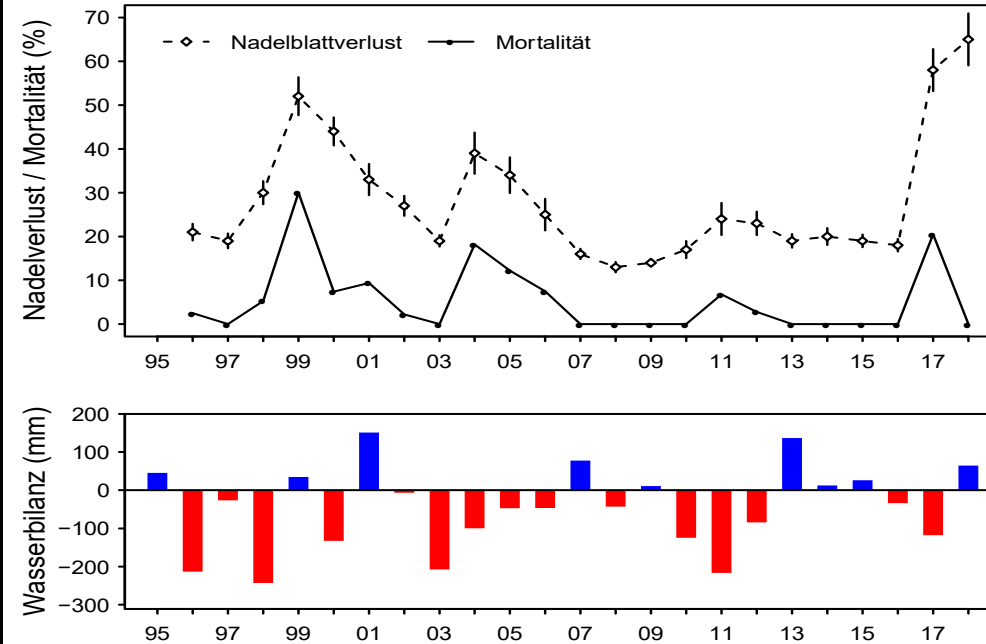 Nadelverlust / Mortalität (%)
70
60
50
40
30
20
10
0
Nadelblattverlust Mortalität
95 97 99 01 03 05 07 09 11 13 15 17
Wasserbilanz (mm)
200
100
0
−100
−200
−300
95 97 99 01 03 05 07 09 11 13 15 17